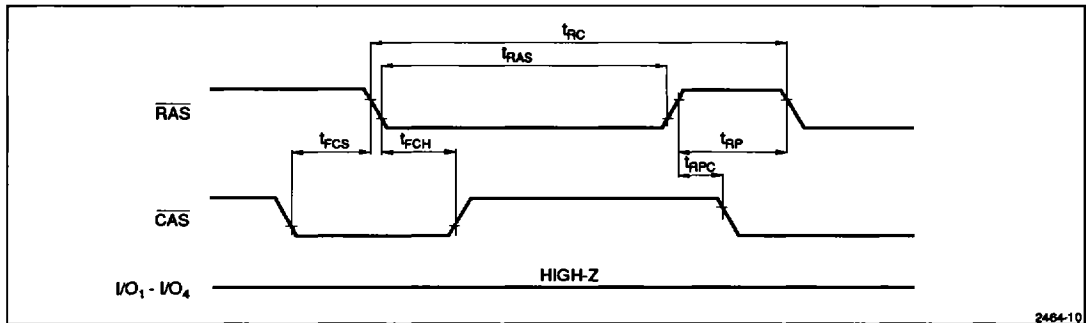 tRC
tRAS
RAS
tFCS
tFCH
tRP
tRPC
CAS
HIGH-Z
I/O1 - I/O4
2464-10